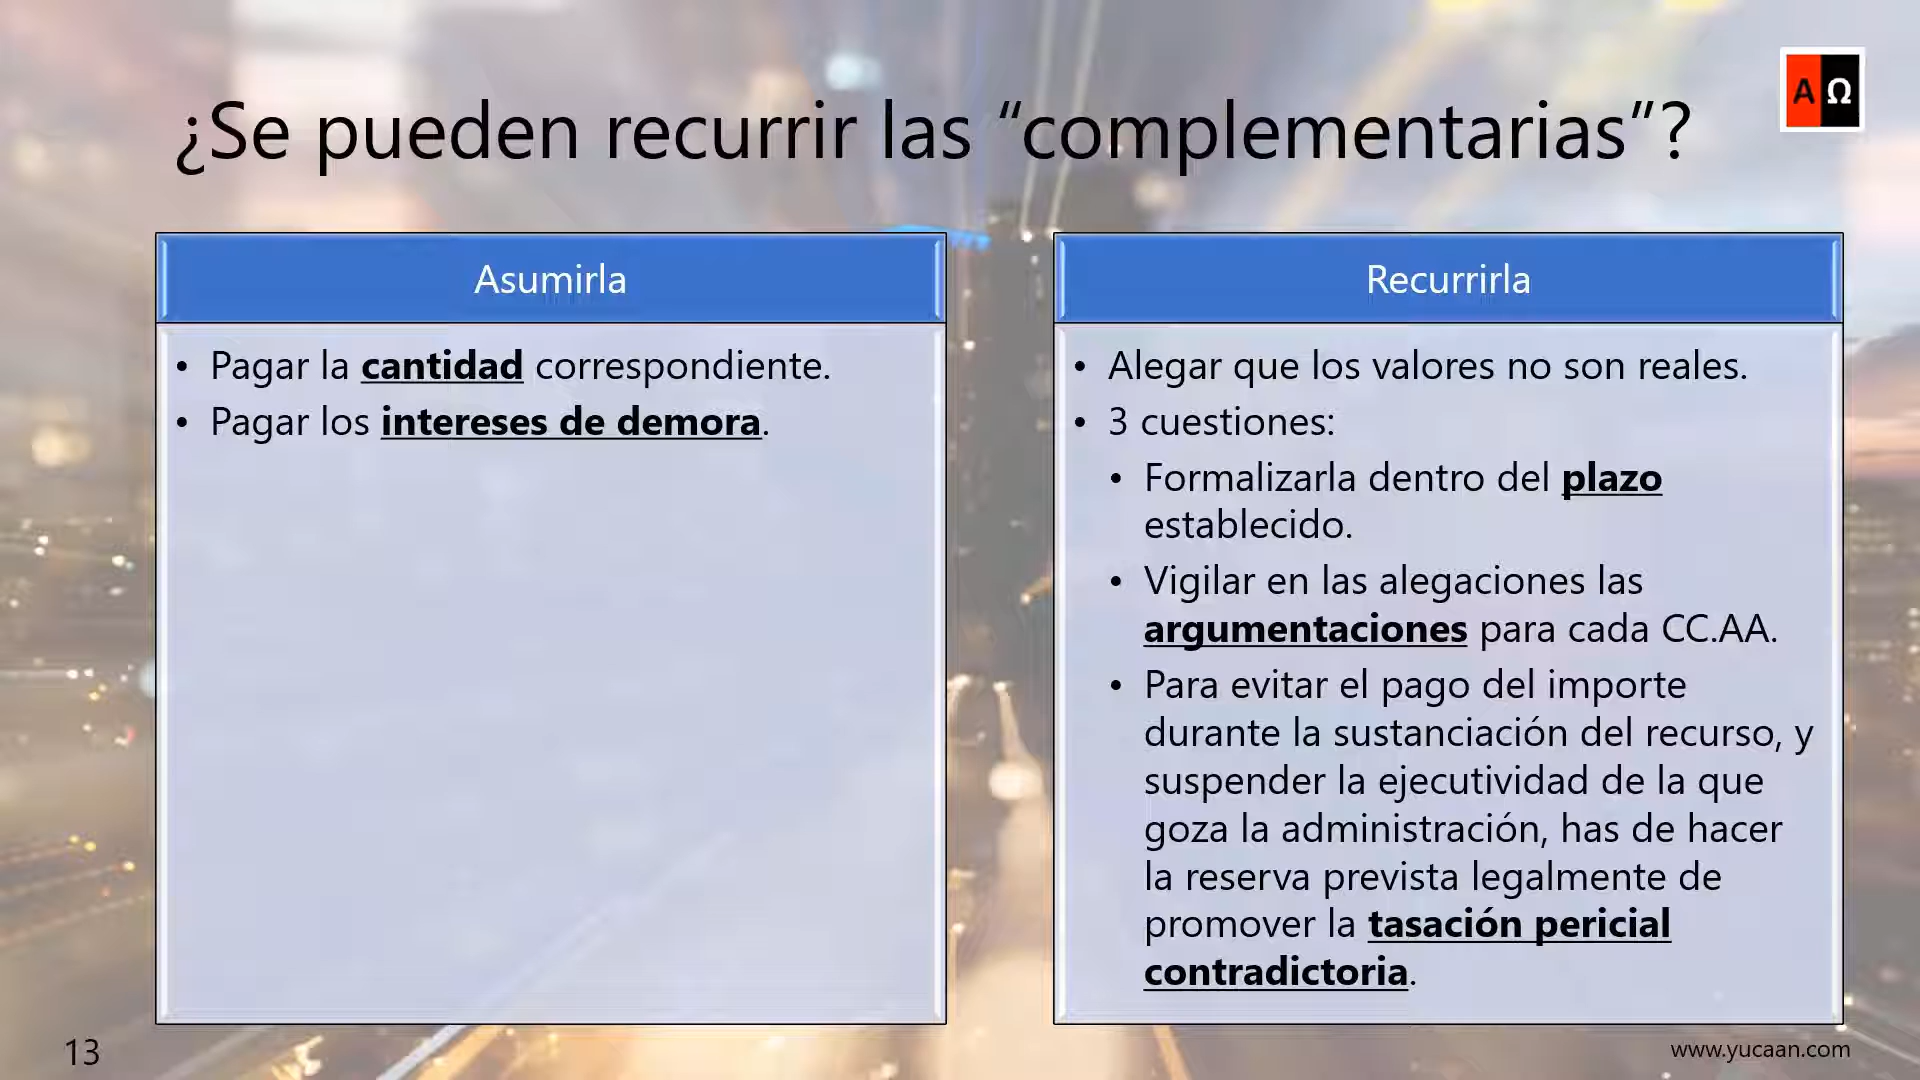 ¿Se pueden recurrir las “complementarias”?
A Ω
Asumirla
• Pagar la cantidad correspondiente.
• Pagar los intereses de demora.
Recurrirla
• Alegar que los valores no son reales.
• 3 cuestiones:
• Formalizarla dentro del plazo
establecido.
• Vigilar en las alegaciones las
argumentaciones para cada CC.AA.
• Para evitar el pago del importe
durante la sustanciación del recurso, y
suspender la ejecutividad de la que
goza la administración, has de hacer
la reserva prevista legalmente de
promover la tasación pericial
contradictoria.
13
www.yucaan.com